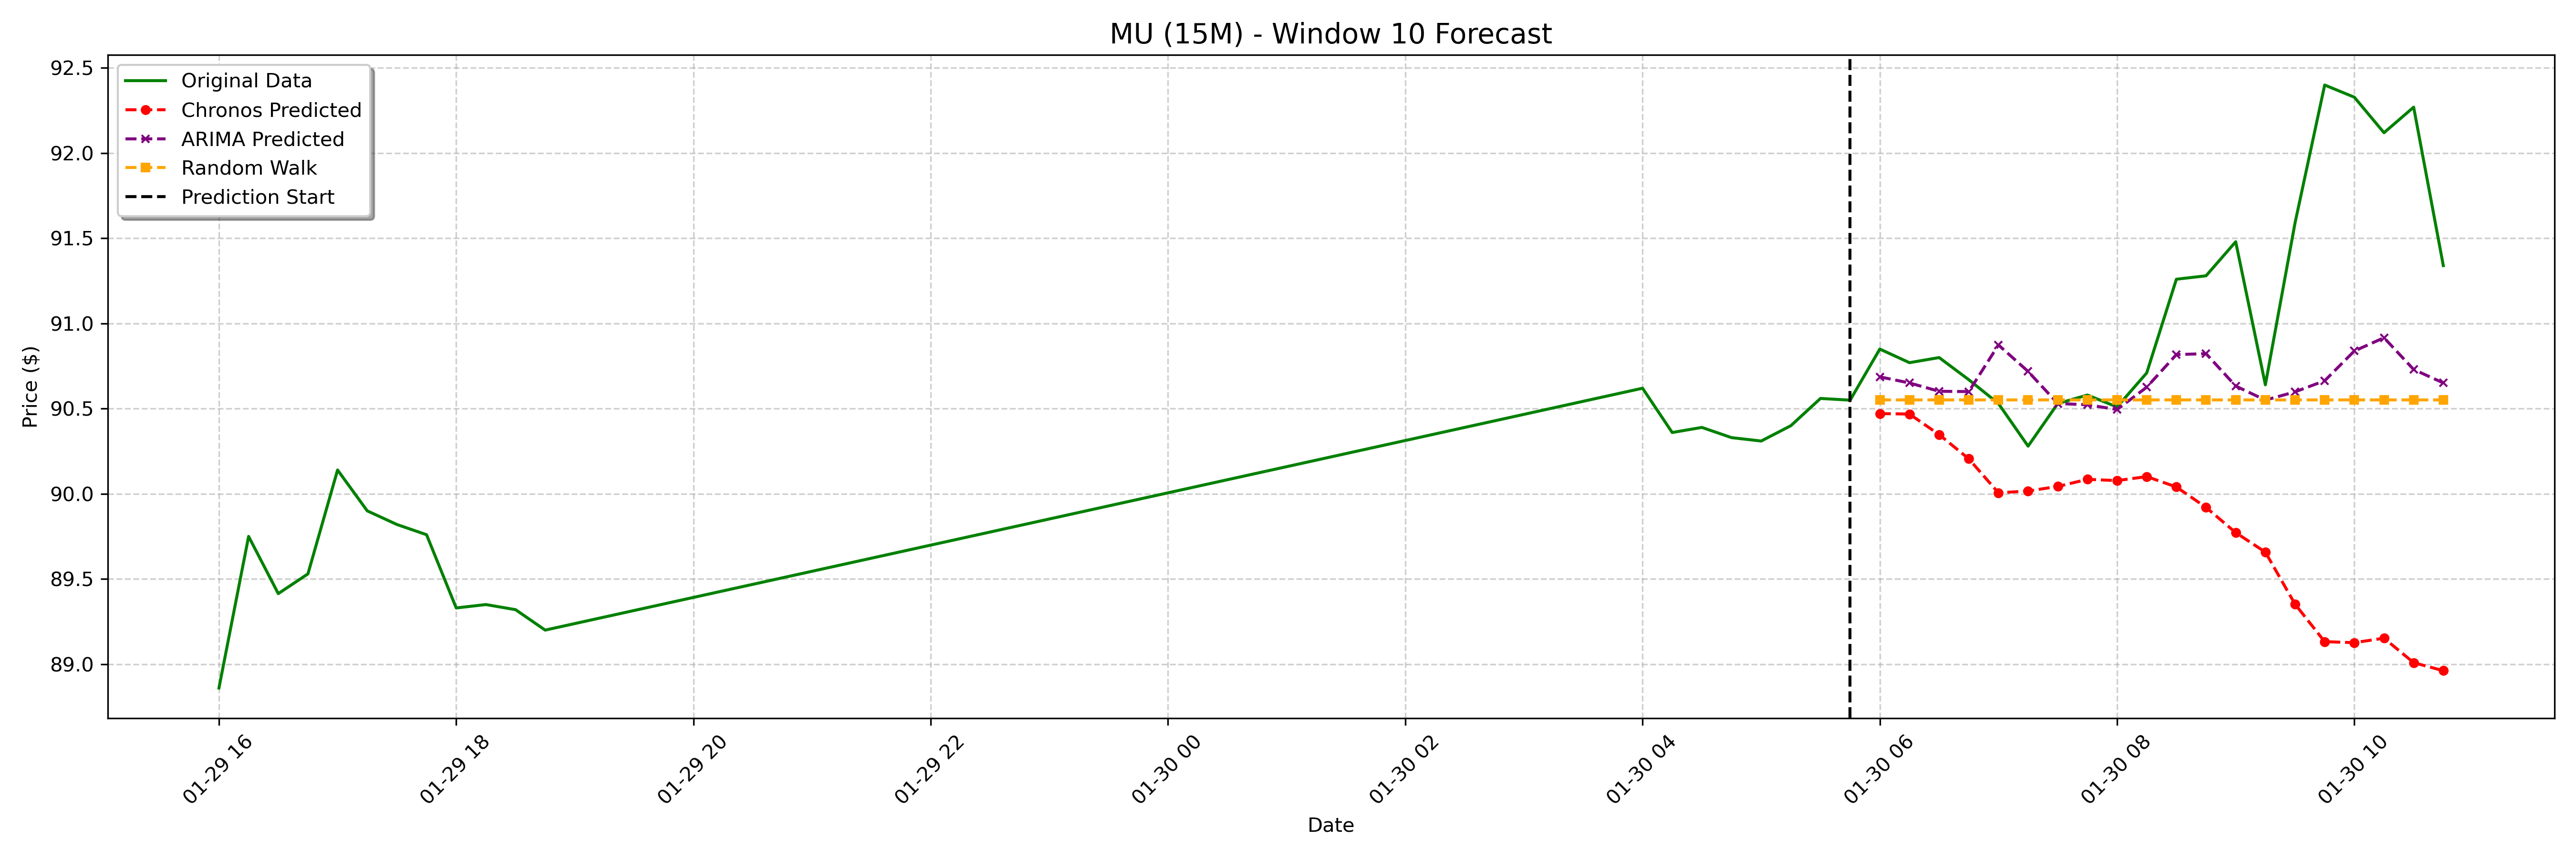 MU (15M) - Window 10 Forecast
Original Data
Chronos Predicted
ARIMA Predicted
Random Walk
Prediction Start
Price ($)
92.5
92.0
91.5
91.0
90.5
90.0
89.5
89.0
01-29 16
01-29 18
01-29 20
01-29 22
01-30 00
01-30 02
01-30 04
01-30 06
01-30 08
01-30 10
Date